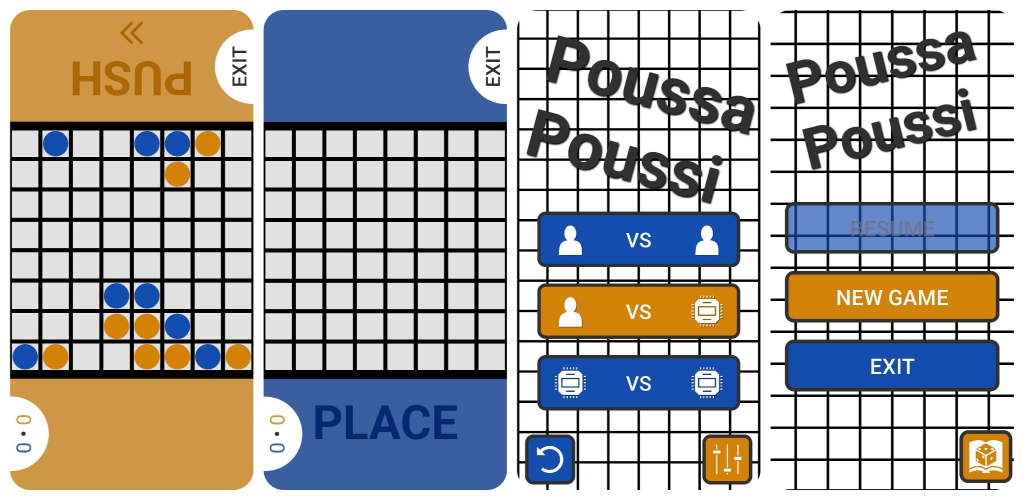 «
PUSH
EXIT
0 • 0
EXIT
0 • 0
PLACE
Poussa
Poussi
VS
VS
VS
Poussa
Poussi
RESUME
NEW GAME
EXIT